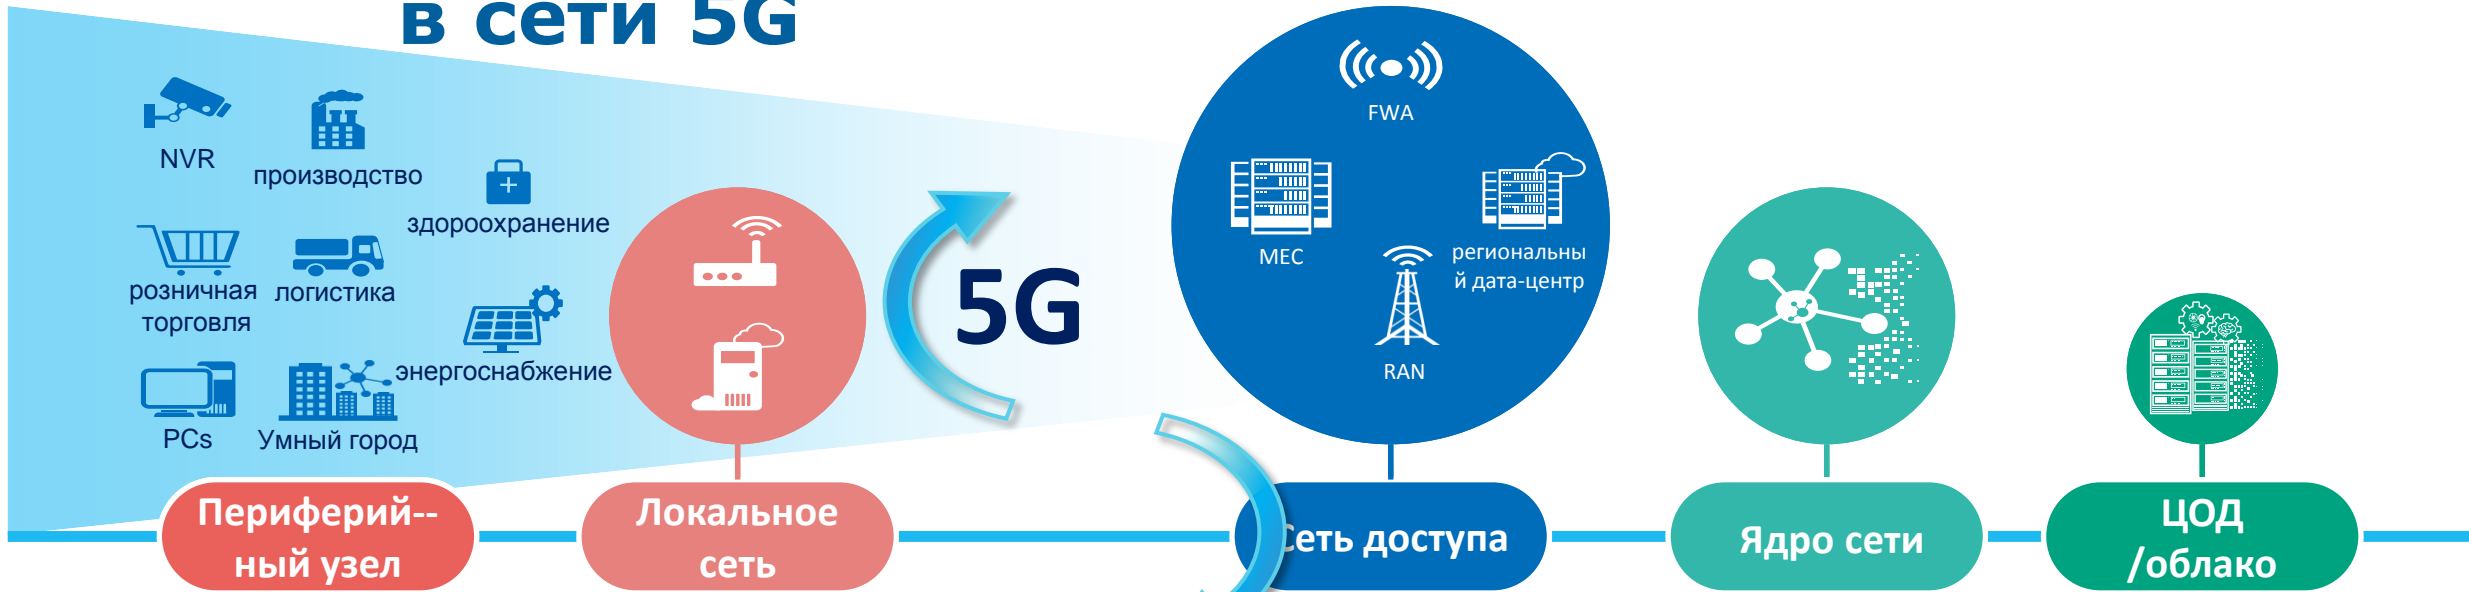 в сети 5G
NVR
производство
здороохранение
розничная
торговля
логистика
энергоснабжение
PCs
Умный город
5G
FWA
MEC
региональны
й дата-центр
RAN
Периферий--
ный узел
Локальное
сеть
Сеть доступа
Ядро сети
ЦОД
/облако